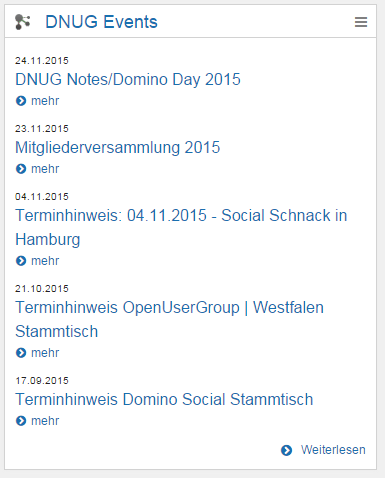 DNUG Events
24.11.2015
DNUG Notes/Domino Day 2015
mehr
23.11.2015
Mitgliederversammlung 2015
mehr
04.11.2015
Terminhinweis: 04.11.2015 - Social Schnack in
Hamburg
mehr
21.10.2015
Terminhinweis OpenUserGroup | Westfalen
Stammtisch
mehr
17.09.2015
Terminhinweis Domino Social Stammtisch
mehr
Weiterlesen